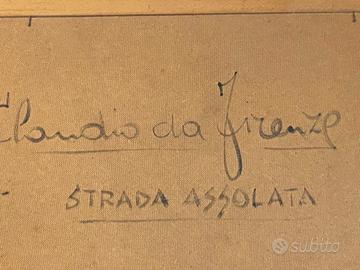 Claudio da Firenze
STRADA ASSOLATA
subito